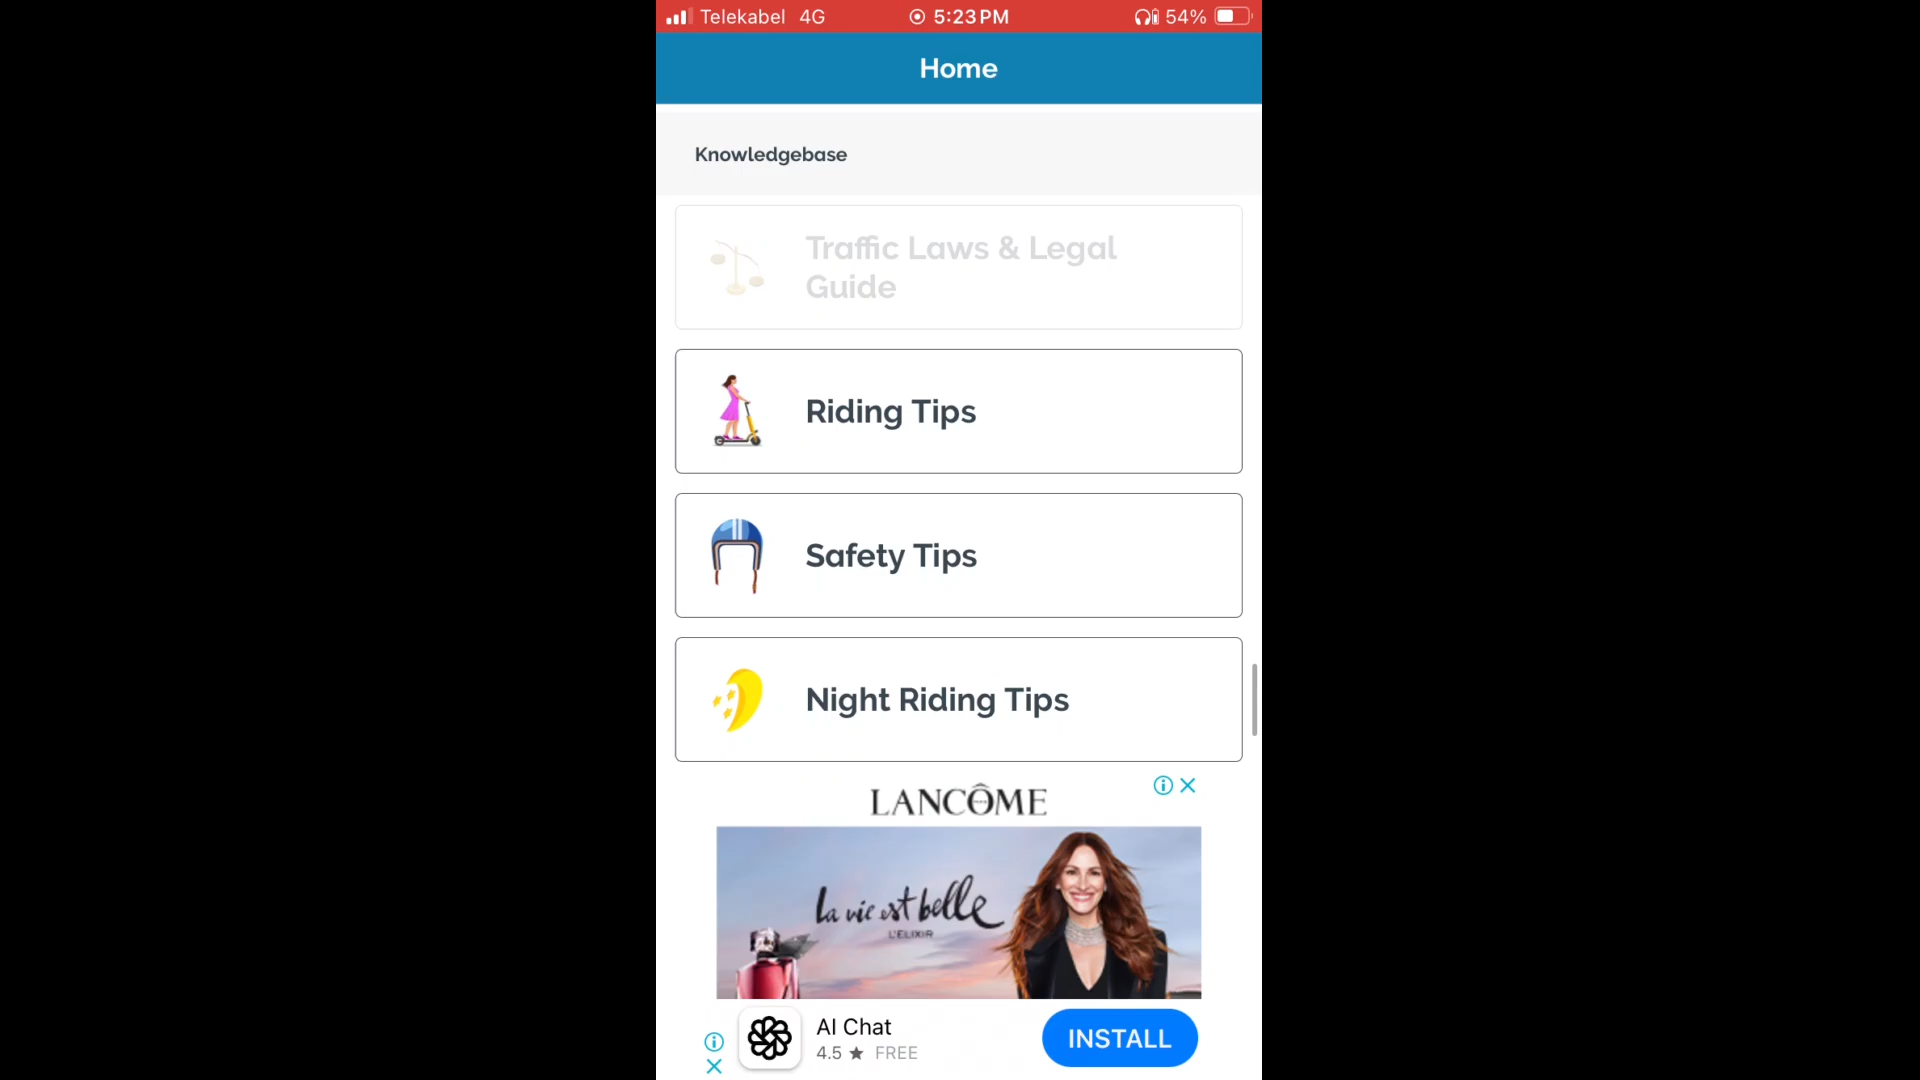 Telekabel 4G 5:23 PM 54%
Home
Knowledgebase
Traffic Laws & Legal
Guide
Riding Tips
Safety Tips
Night Riding Tips
LANCÔME
La vie est belle
L'ELIXIR
AI Chat
4.5 ★ FREE
INSTALL